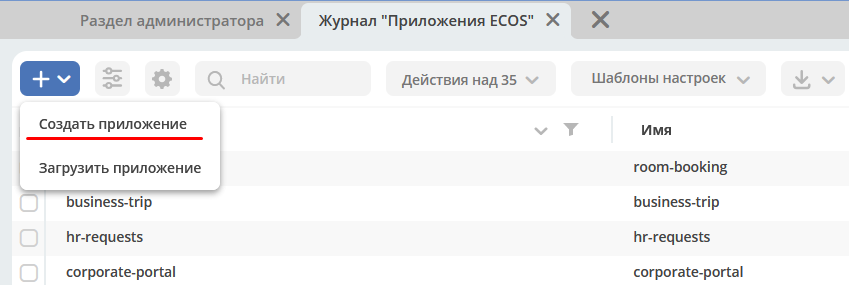 Раздел администратора
Журнал "Приложения ECOS"
Найти
Действия над 35
Шаблоны настроек
Создать приложение
Загрузить приложение
Имя
room-booking
business-trip business-trip
hr-requests hr-requests
corporate-portal corporate-portal